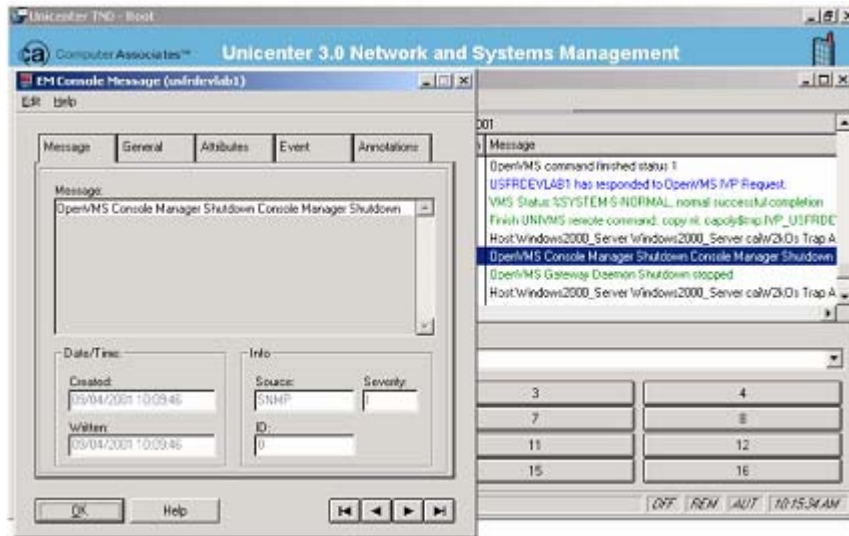 Unicenter TND - Boot
ca Computer Associates™ Unicenter 3.0 Network and Systems Management
EM Console Message (usfrdevlab1)
Edit Help
Message General Attributes Event Annotations
Message:
OpenVMS Console Manager Shutdown Console Manager Shutdown
Date/Time:
Created:
09/04/2001 10:09:46
Written:
09/04/2001 10:09:46
Info
Source:
SNMP
Severity:
I
ID:
0
OK Help
001
Message
OpenVMS command finished status 1
USFRDEVLAB1 has responded to OpenVMS IVP Request.
VMS Status %SYSTEM-S-NORMAL, normal successful completion
Finish UNIVMS remote command: copy nl: capoly$tmp:IVP_USFRDE
Host:Windows2000_Server Windows2000_Server caiW2kOs Trap A
OpenVMS Console Manager Shutdown Console Manager Shutdown
OpenVMS Gateway Daemon Shutdown stopped
Host:Windows2000_Server Windows2000_Server caiW2kOs Trap A
3 4
7 8
11 12
15 16
OFF REM AUT 10:15:34 AM